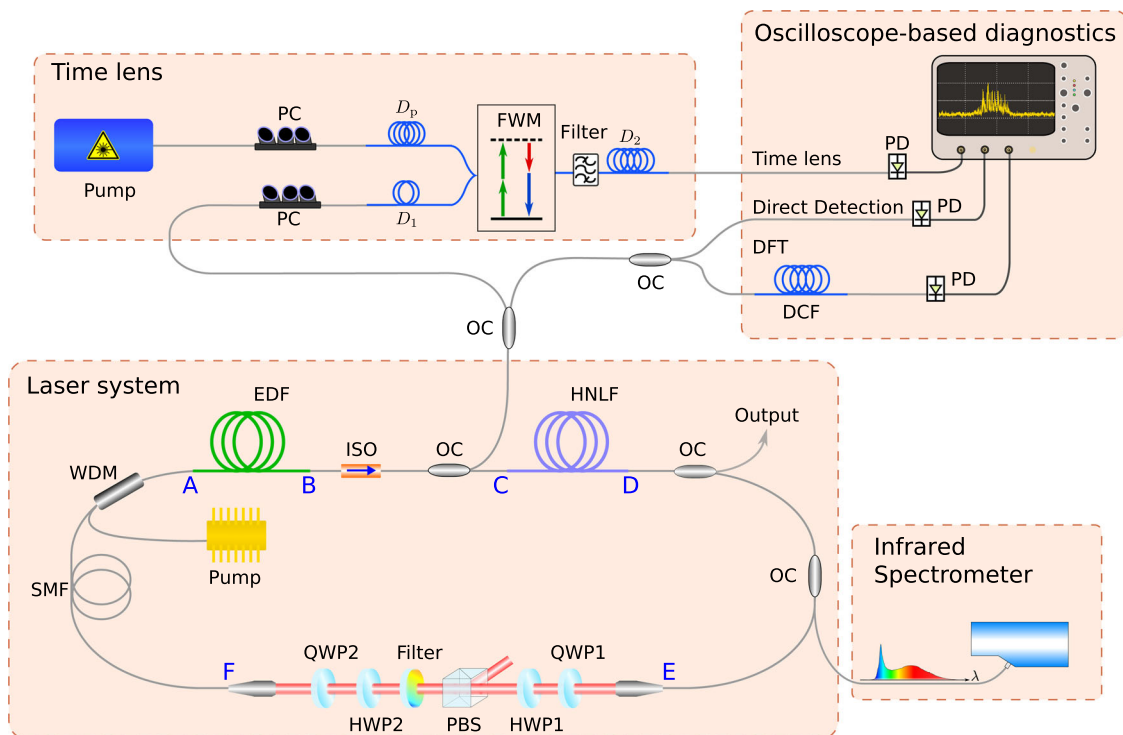 Oscilloscope-based diagnostics
Time lens
PC
D_p
FWM
Filter
D_2
Pump
PC
D_1
Time lens
PD
Direct Detection
PD
DFT
PD
DCF
OC
OC
Laser system
EDF
HNLF
Output
ISO
OC
OC
WDM
A
B
C
D
Pump
SMF
OC
Infrared
Spectrometer
F
QWP2
Filter
QWP1
E
HWP2
PBS
HWP1
λ